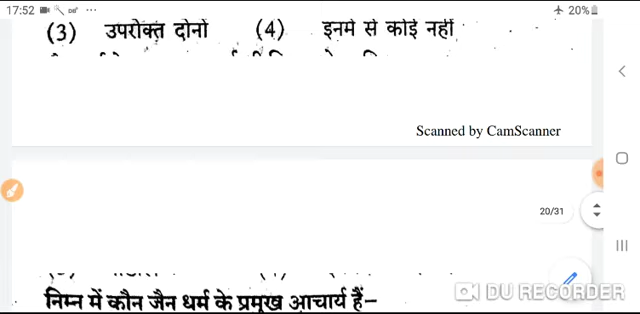 17:52 20%
(3) उपरोक्त दोनों (4) इनमे से कोई नहीं
Scanned by CamScanner
20/31
निम्न में कौन जैन धर्म के प्रमुख आचार्य हैं–
DU RECORDER